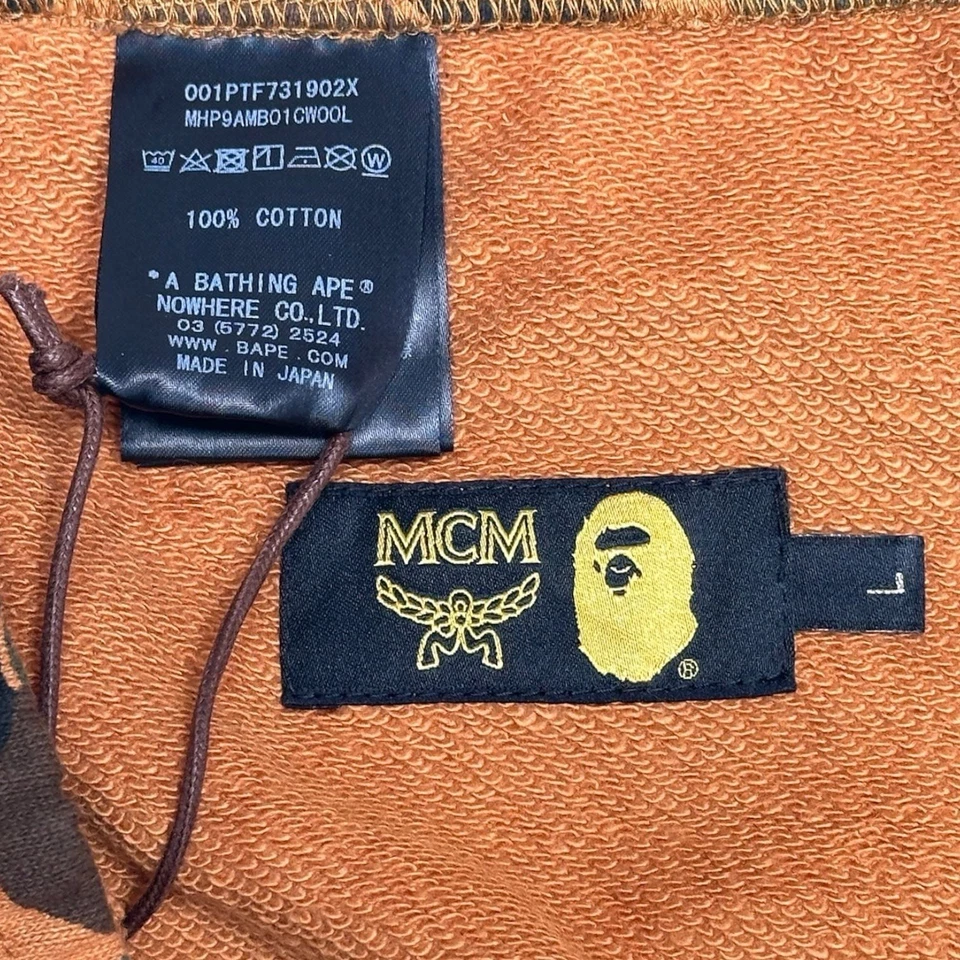 001PTF731902X
MHP9AMB01CWOOL
40 1 W
100% COTTON
*A BATHING APE®
NOWHERE CO.,LTD.
03 (5772) 2524
WWW . BAPE . COM
MADE IN JAPAN
MCM
®
L